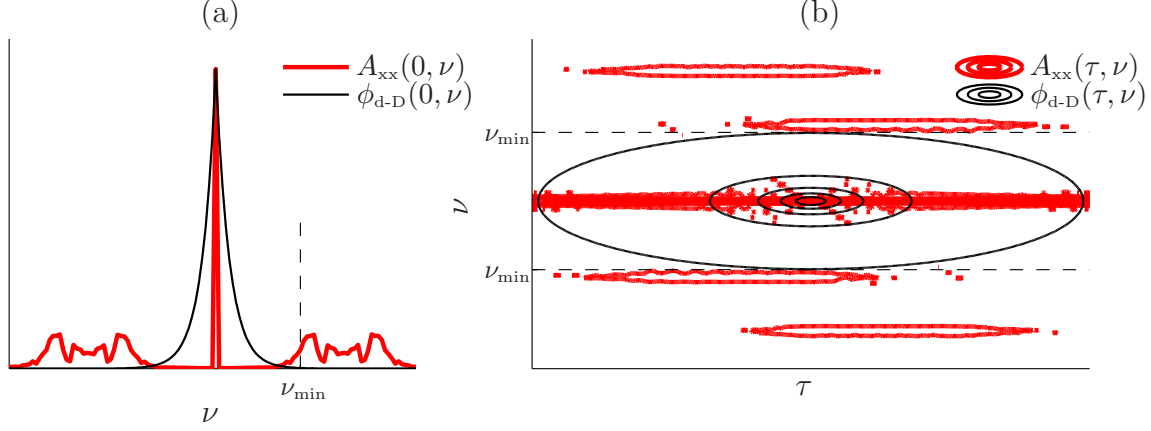 (a)
A_xx(0, ν)
ϕ_d-D(0, ν)
ν_min
ν
(b)
A_xx(τ, ν)
ϕ_d-D(τ, ν)
ν_min
ν
ν_min
τ